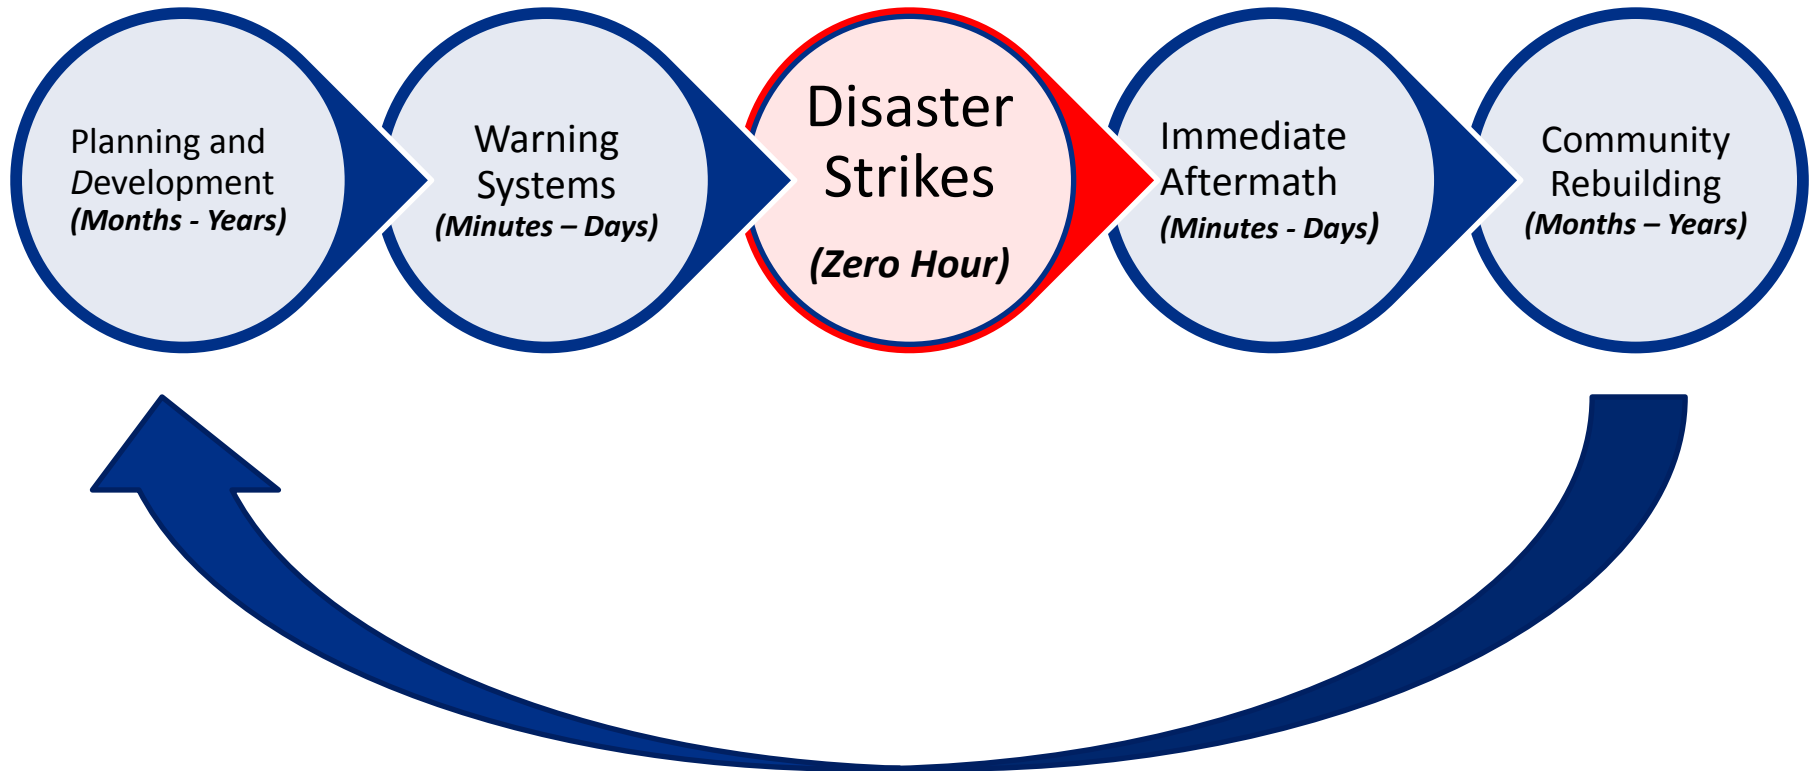 Planning and
Development
(Months - Years)
Warning
Systems
(Minutes – Days)
Disaster
Strikes
(Zero Hour)
Immediate
Aftermath
(Minutes - Days)
Community
Rebuilding
(Months – Years)